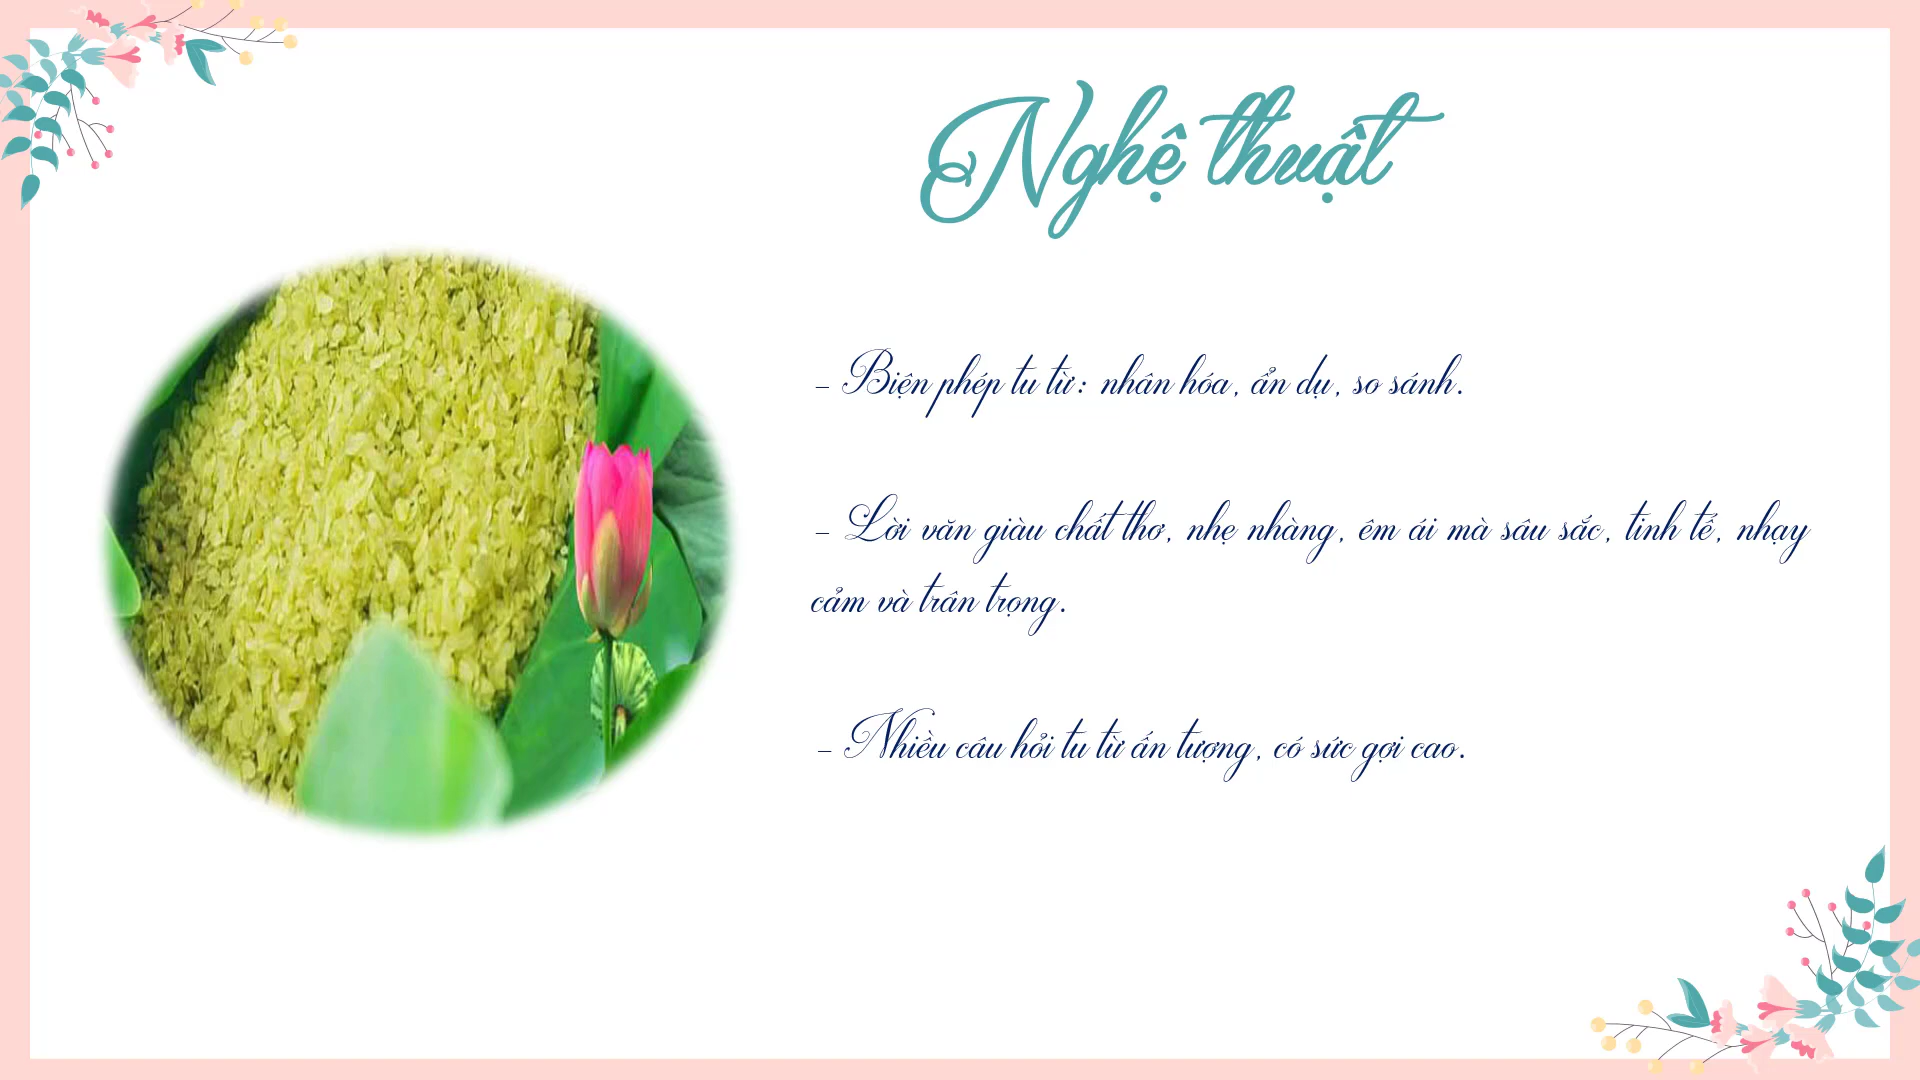 Nghệ thuật
- Biện phép tu từ: nhân hóa, ẩn dụ, so sánh.
- Lời văn giàu chất thơ, nhẹ nhàng, êm ái mà sâu sắc, tinh tế, nhạy
cảm và trân trọng.
- Nhiều câu hỏi tu từ ấn tượng, có sức gợi cao.